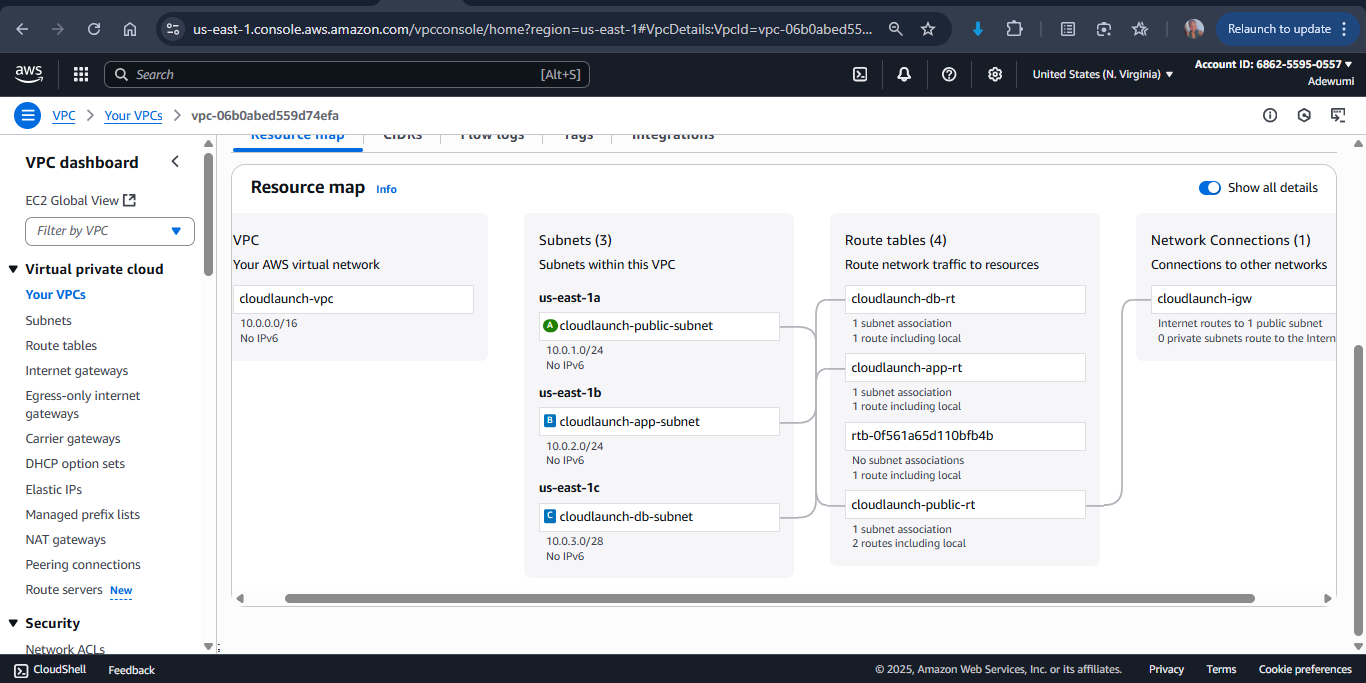 us-east-1.console.aws.amazon.com/vpcconsole/home?region=us-east-1#VpcDetails:VpcId=vpc-06b0abed55...
Relaunch to update
aws
Search
[Alt+S]
United States (N. Virginia)
Account ID: 6862-5595-0557
Adewumi
VPC
Your VPCs
vpc-06b0abed559d74efa
VPC dashboard
EC2 Global View
Filter by VPC
Virtual private cloud
Your VPCs
Subnets
Route tables
Internet gateways
Egress-only internet
gateways
Carrier gateways
DHCP option sets
Elastic IPs
Managed prefix lists
NAT gateways
Peering connections
Route servers New
Security
Network ACLs
Resource map
CIDRs
Flow logs
Tags
Integrations
Resource map Info
Show all details
VPC
Your AWS virtual network
cloudlaunch-vpc
10.0.0.0/16
No IPv6
Subnets (3)
Subnets within this VPC
us-east-1a
A cloudlaunch-public-subnet
10.0.1.0/24
No IPv6
us-east-1b
B cloudlaunch-app-subnet
10.0.2.0/24
No IPv6
us-east-1c
C cloudlaunch-db-subnet
10.0.3.0/28
No IPv6
Route tables (4)
Route network traffic to resources
cloudlaunch-db-rt
1 subnet association
1 route including local
cloudlaunch-app-rt
1 subnet association
1 route including local
rtb-0f561a65d110bfb4b
No subnet associations
1 route including local
cloudlaunch-public-rt
1 subnet association
2 routes including local
Network Connections (1)
Connections to other networks
cloudlaunch-igw
Internet routes to 1 public subnet
0 private subnets route to the Intern
;
CloudShell
Feedback
© 2025, Amazon Web Services, Inc. or its affiliates.
Privacy
Terms
Cookie preferences